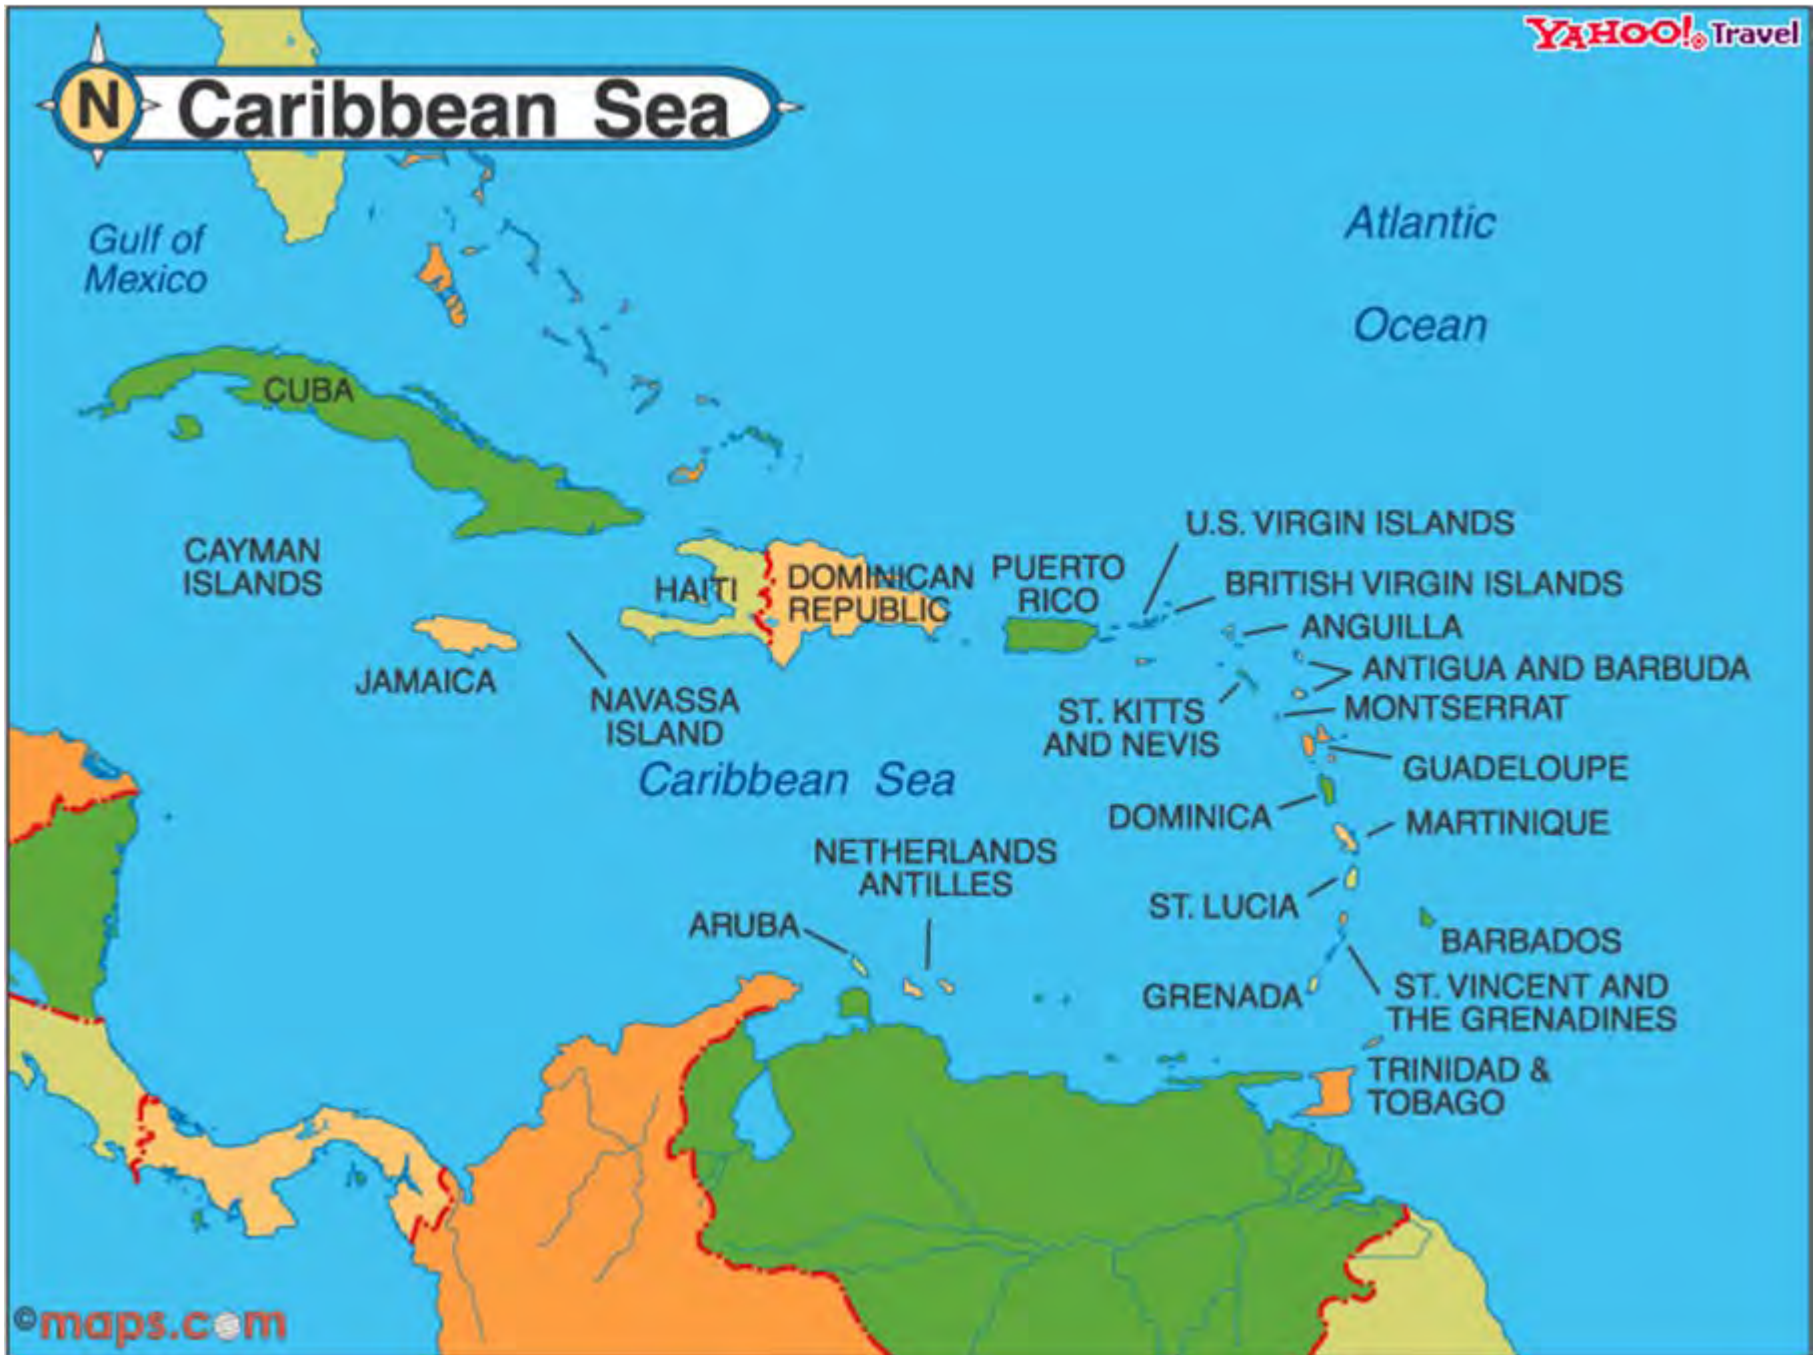 YAHOO! Travel
N Caribbean Sea
Gulf of
Mexico
Atlantic
Ocean
CUBA
CAYMAN
ISLANDS
JAMAICA
NAVASSA
ISLAND
HAITI
DOMINICAN
REPUBLIC
PUERTO
RICO
U.S. VIRGIN ISLANDS
BRITISH VIRGIN ISLANDS
ANGUILLA
ANTIGUA AND BARBUDA
MONTSERRAT
ST. KITTS
AND NEVIS
GUADELOUPE
Caribbean Sea
DOMINICA
MARTINIQUE
NETHERLANDS
ANTILLES
ARUBA
ST. LUCIA
BARBADOS
GRENADA
ST. VINCENT AND
THE GRENADINES
TRINIDAD &
TOBAGO
©maps.com